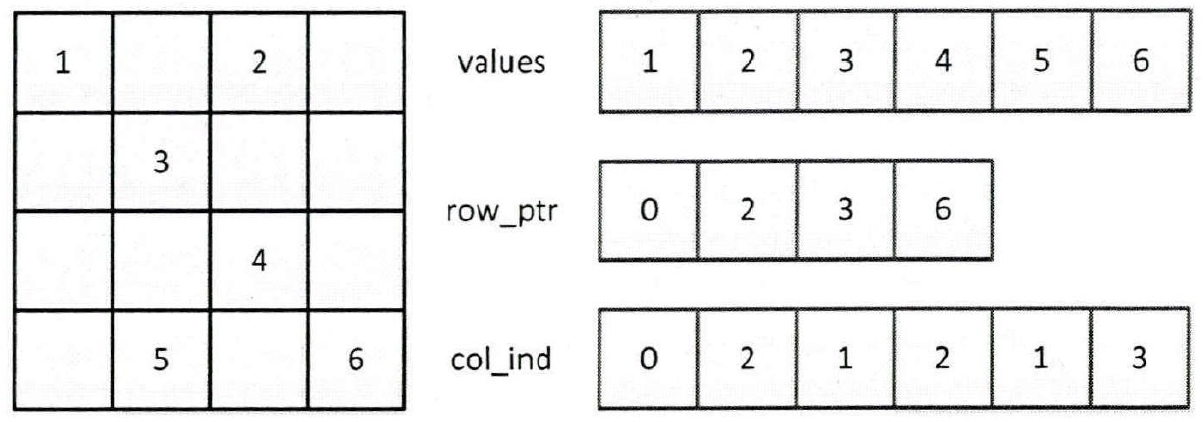 1 2
3
4
5 6
values 1 2 3 4 5 6
row_ptr 0 2 3 6
col_ind 0 2 1 2 1 3